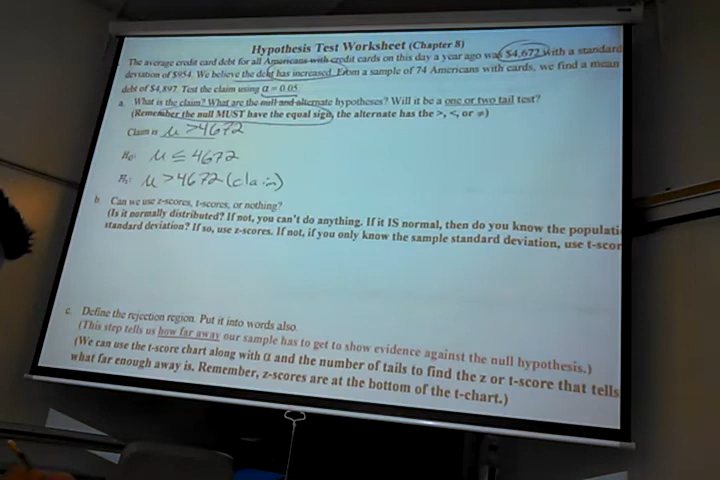 Hypothesis Test Worksheet (Chapter 8)
The average credit card debt for all Americans with credit cards on this day a year ago was $4,672 with a standard
deviation of $954. We believe the debt has increased. From a sample of 74 Americans with cards, we find a mean
debt of $4,897. Test the claim using α = 0.05.
a. What is the claim? What are the null and alternate hypotheses? Will it be a one or two tail test?
(Remember the null MUST have the equal sign, the alternate has the >, <, or ≠)
Claim is μ > 4672
H₀: μ ≤ 4672
μ > 4672 (claim)
b. Can we use z-scores, t-scores, or nothing?
(Is it normally distributed? If not, you can't do anything. If it IS normal, then do you know the populati
standard deviation? If so, use z-scores. If not, if you only know the sample standard deviation, use t-scor
c. Define the rejection region. Put it into words also.
(This step tells us how far away our sample has to get to show evidence against the null hypothesis.)
(We can use the t-score chart along with α and the number of tails to find the z or t-score that tells
what far enough away is. Remember, z-scores are at the bottom of the t-chart.)